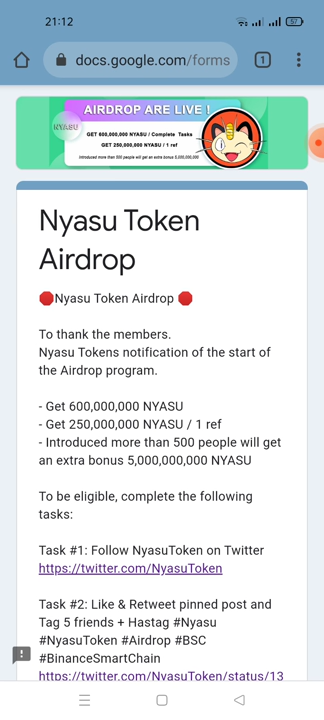 21:12
57
docs.google.com/forms
1
AIRDROP ARE LIVE !
NYASU
GET 600,000,000 NYASU / Complete Tasks
GET 250,000,000 NYASU / 1 ref
Introduced more than 500 people will get an extra bonus 5,000,000,000
Nyasu Token
Airdrop
🛑Nyasu Token Airdrop 🛑
To thank the members.
Nyasu Tokens notification of the start of
the Airdrop program.
- Get 600,000,000 NYASU
- Get 250,000,000 NYASU / 1 ref
- Introduced more than 500 people will get
an extra bonus 5,000,000,000 NYASU
To be eligible, complete the following
tasks:
Task #1: Follow NyasuToken on Twitter
https://twitter.com/NyasuToken
Task #2: Like & Retweet pinned post and
Tag 5 friends + Hastag #Nyasu
#NyasuToken #Airdrop #BSC
#BinanceSmartChain
https://twitter.com/NyasuToken/status/13